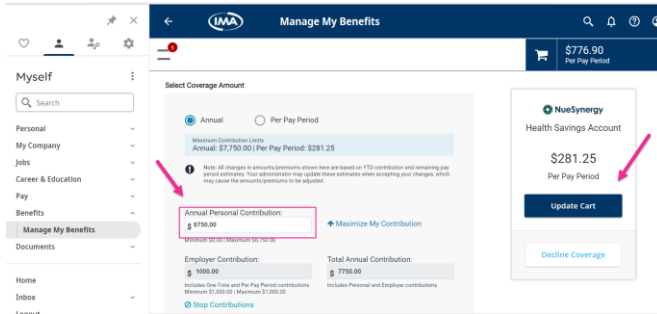 IMA
Manage My Benefits
1
$776.90
Per Pay Period
Myself
Search
Personal
My Company
Jobs
Career & Education
Pay
Benefits
Manage My Benefits
Documents
Home
Inbox
Logout
Select Coverage Amount
Annual
Per Pay Period
Maximum Contribution Limits
Annual: $7,750.00 | Per Pay Period: $281.25
Note: All changes in amounts/premiums shown here are based on YTD contribution and remaining pay
period estimates. Your administrator may update these estimates when accepting your changes, which
may cause the amounts/premiums to be adjusted.
Annual Personal Contribution:
$ 6750.00
Maximize My Contribution
Minimum $0.00 | Maximum $6,750.00
Employer Contribution:
$ 1000.00
Includes One-Time and Per Pay Period contributions
Minimum $1,000.00 | Maximum $1,000.00
Total Annual Contribution:
$ 7750.00
Includes Personal and Employer contributions
Stop Contributions
NueSynergy
Health Savings Account
$281.25
Per Pay Period
Update Cart
Decline Coverage